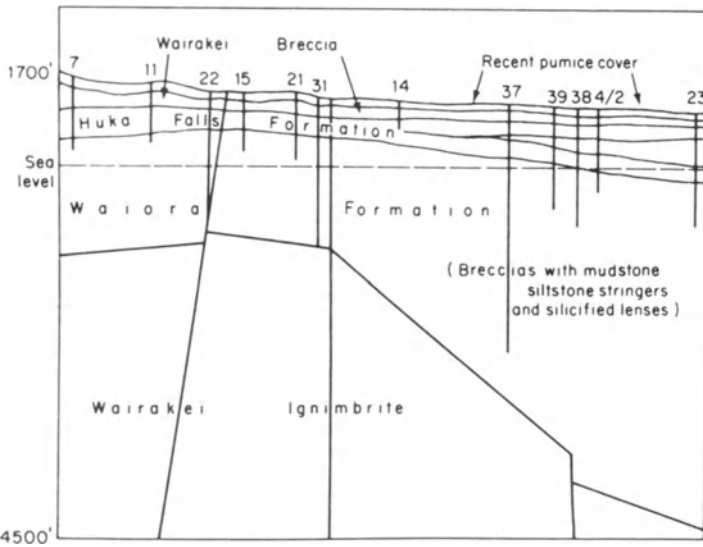 Wairakei
Breccia
Recent pumice cover
7
11
22
15
21
31
14
37
39
38
4/2
23
1700'
Huka Falls Formation
Sea
level
Waiora Formation
(Breccias with mudstone
siltstone stringers
and silicified lenses)
Wairakei Ignimbrite
4500'